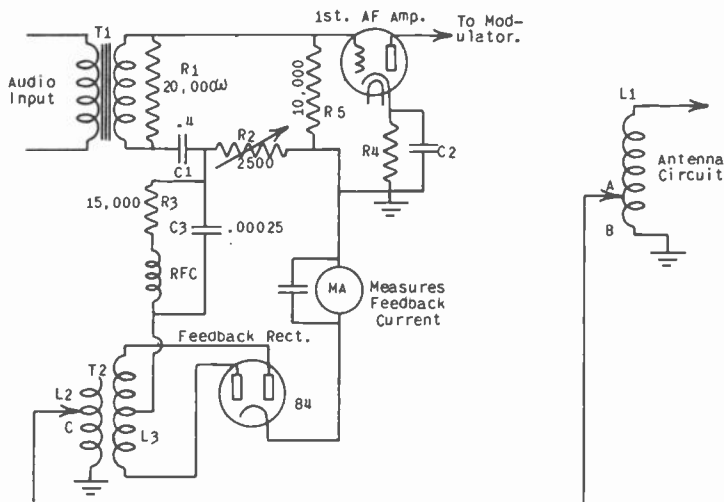 1st. AF Amp.
To Mod-
ulator.
T1
Audio
Input
R1
20,000ω
10,000
R5
.4
C1
R2
2500
R4
C2
L1
Antenna
Circuit
A
B
15,000
R3
C3
.00025
RFC
MA
Measures
Feedback
Current
Feedback Rect.
T2
L2
C
L3
84